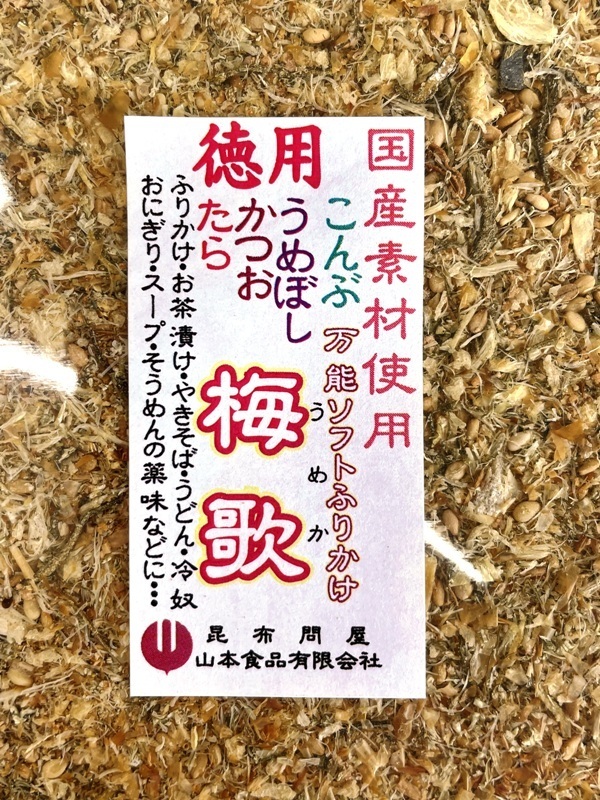 徳用
国産素材使用
こんぶ
うめぼし
かつお
たら
万能ソフトふりかけ
梅歌
うめか
ふりかけ・お茶漬け・やきそば・うどん・冷奴
おにぎり・スープ・そうめんの薬味などに・・・
昆布問屋
山本食品有限会社